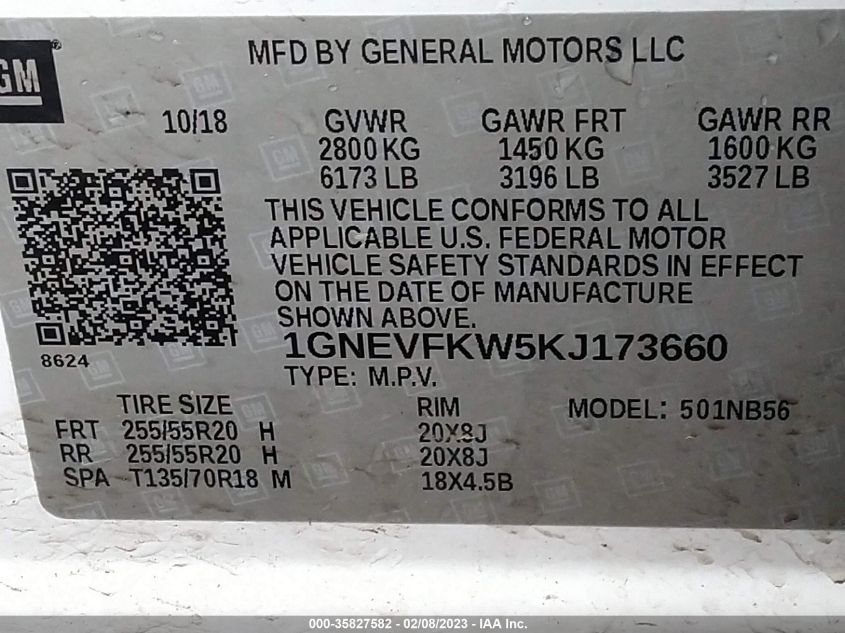 GM
MFD BY GENERAL MOTORS LLC
10/18 GVWR GAWR FRT GAWR RR
2800 KG 1450 KG 1600 KG
6173 LB 3196 LB 3527 LB
THIS VEHICLE CONFORMS TO ALL
APPLICABLE U.S. FEDERAL MOTOR
VEHICLE SAFETY STANDARDS IN EFFECT
ON THE DATE OF MANUFACTURE
SHOWN ABOVE.
8624 1GNEVFKW5KJ173660
TYPE: M.P.V.
TIRE SIZE RIM MODEL: 501NB56
FRT 255/55R20 H 20X8J
RR 255/55R20 H 20X8J
SPA T135/70R18 M 18X4.5B
000-35827582 - 02/08/2023 - IAA Inc.